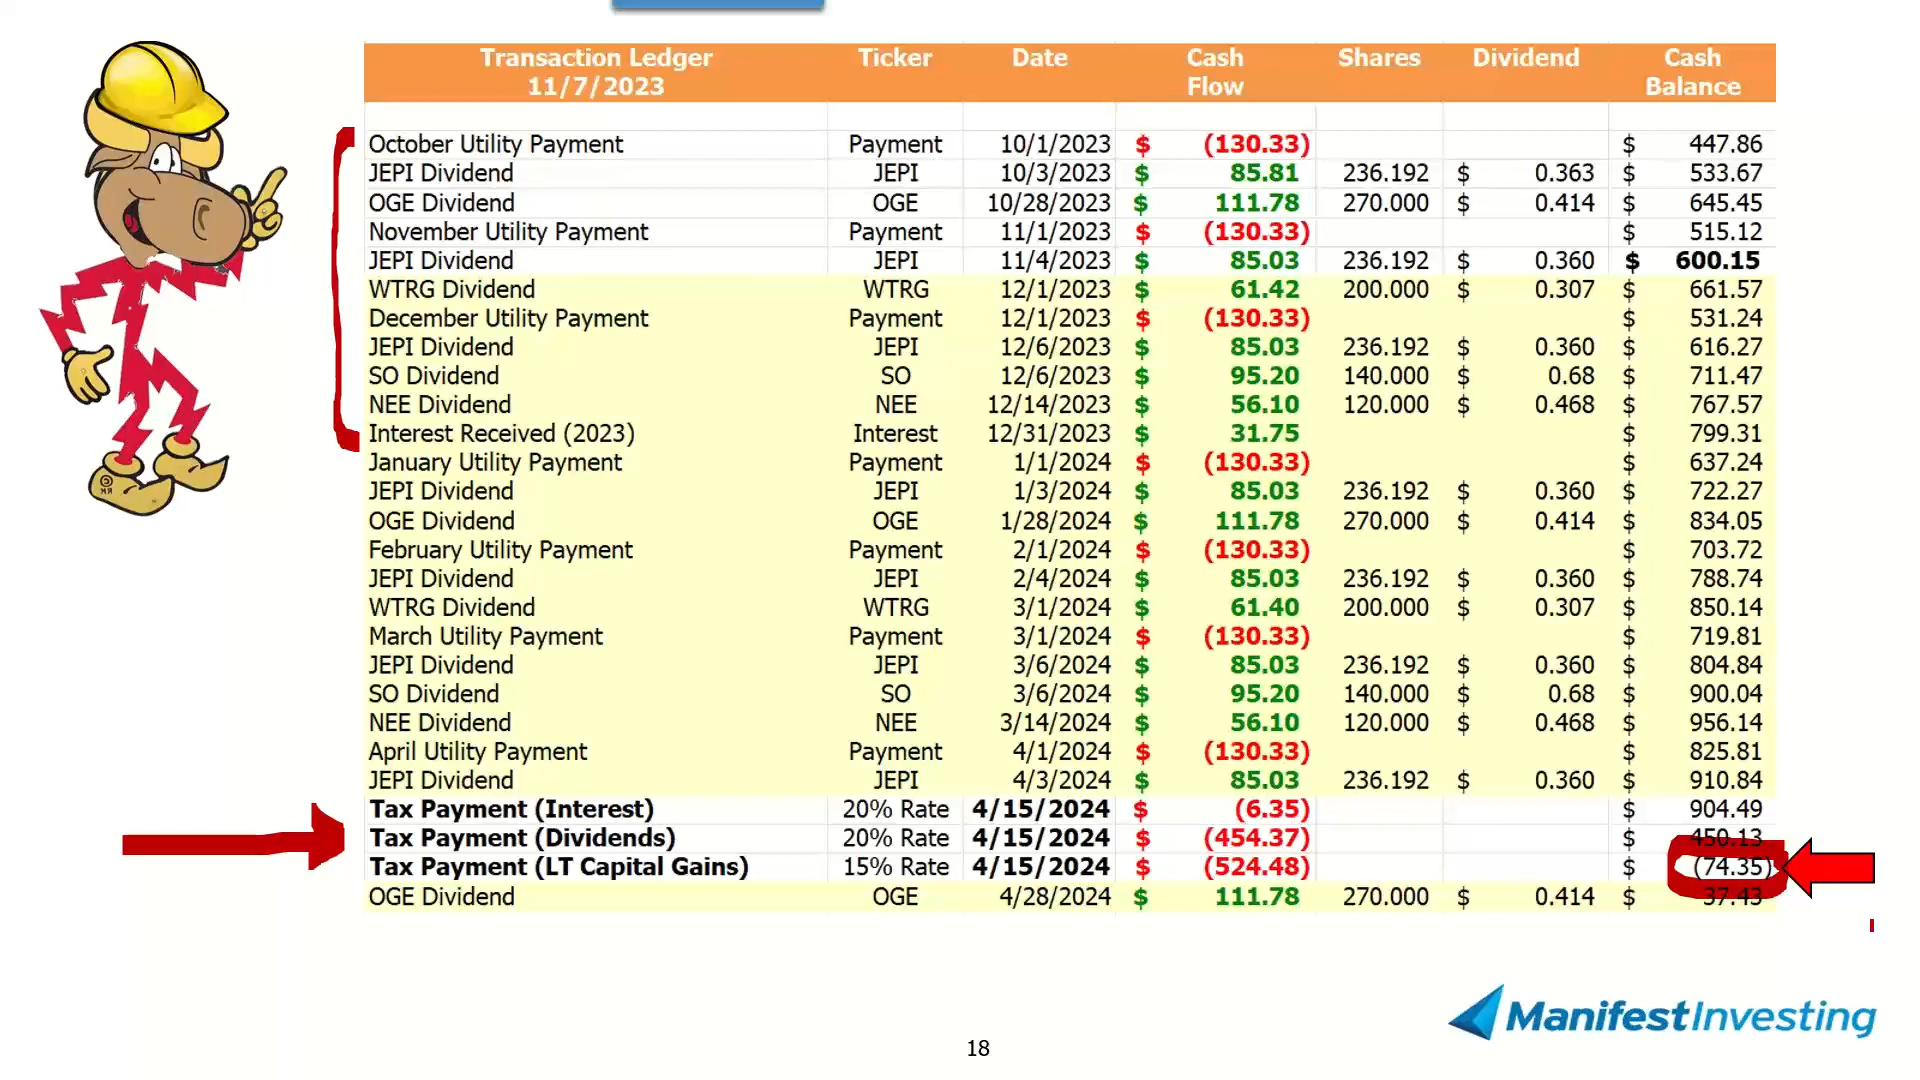 Transaction Ledger Ticker Date Cash Shares Dividend Cash
11/7/2023 Flow Balance
October Utility Payment Payment 10/1/2023 $ (130.33) $ 447.86
JEPI Dividend JEPI 10/3/2023 $ 85.81 236.192 $ 0.363 $ 533.67
OGE Dividend OGE 10/28/2023 $ 111.78 270.000 $ 0.414 $ 645.45
November Utility Payment Payment 11/1/2023 $ (130.33) $ 515.12
JEPI Dividend JEPI 11/4/2023 $ 85.03 236.192 $ 0.360 $ 600.15
WTRG Dividend WTRG 12/1/2023 $ 61.42 200.000 $ 0.307 $ 661.57
December Utility Payment Payment 12/1/2023 $ (130.33) $ 531.24
JEPI Dividend JEPI 12/6/2023 $ 85.03 236.192 $ 0.360 $ 616.27
SO Dividend SO 12/6/2023 $ 95.20 140.000 $ 0.68 $ 711.47
NEE Dividend NEE 12/14/2023 $ 56.10 120.000 $ 0.468 $ 767.57
Interest Received (2023) Interest 12/31/2023 $ 31.75 $ 799.31
January Utility Payment Payment 1/1/2024 $ (130.33) $ 637.24
JEPI Dividend JEPI 1/3/2024 $ 85.03 236.192 $ 0.360 $ 722.27
OGE Dividend OGE 1/28/2024 $ 111.78 270.000 $ 0.414 $ 834.05
February Utility Payment Payment 2/1/2024 $ (130.33) $ 703.72
JEPI Dividend JEPI 2/4/2024 $ 85.03 236.192 $ 0.360 $ 788.74
WTRG Dividend WTRG 3/1/2024 $ 61.40 200.000 $ 0.307 $ 850.14
March Utility Payment Payment 3/1/2024 $ (130.33) $ 719.81
JEPI Dividend JEPI 3/6/2024 $ 85.03 236.192 $ 0.360 $ 804.84
SO Dividend SO 3/6/2024 $ 95.20 140.000 $ 0.68 $ 900.04
NEE Dividend NEE 3/14/2024 $ 56.10 120.000 $ 0.468 $ 956.14
April Utility Payment Payment 4/1/2024 $ (130.33) $ 825.81
JEPI Dividend JEPI 4/3/2024 $ 85.03 236.192 $ 0.360 $ 910.84
Tax Payment (Interest) 20% Rate 4/15/2024 $ (6.35) $ 904.49
Tax Payment (Dividends) 20% Rate 4/15/2024 $ (454.37) $ 450.13
Tax Payment (LT Capital Gains) 15% Rate 4/15/2024 $ (524.48) $ (74.35)
OGE Dividend OGE 4/28/2024 $ 111.78 270.000 $ 0.414 $ 37.43
ManifestInvesting
18